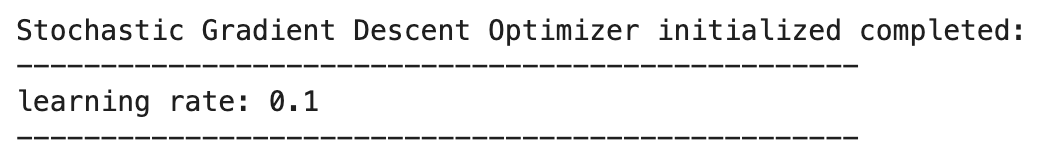 Stochastic Gradient Descent Optimizer initialized completed:
--------------------------------------------------
learning rate: 0.1
--------------------------------------------------